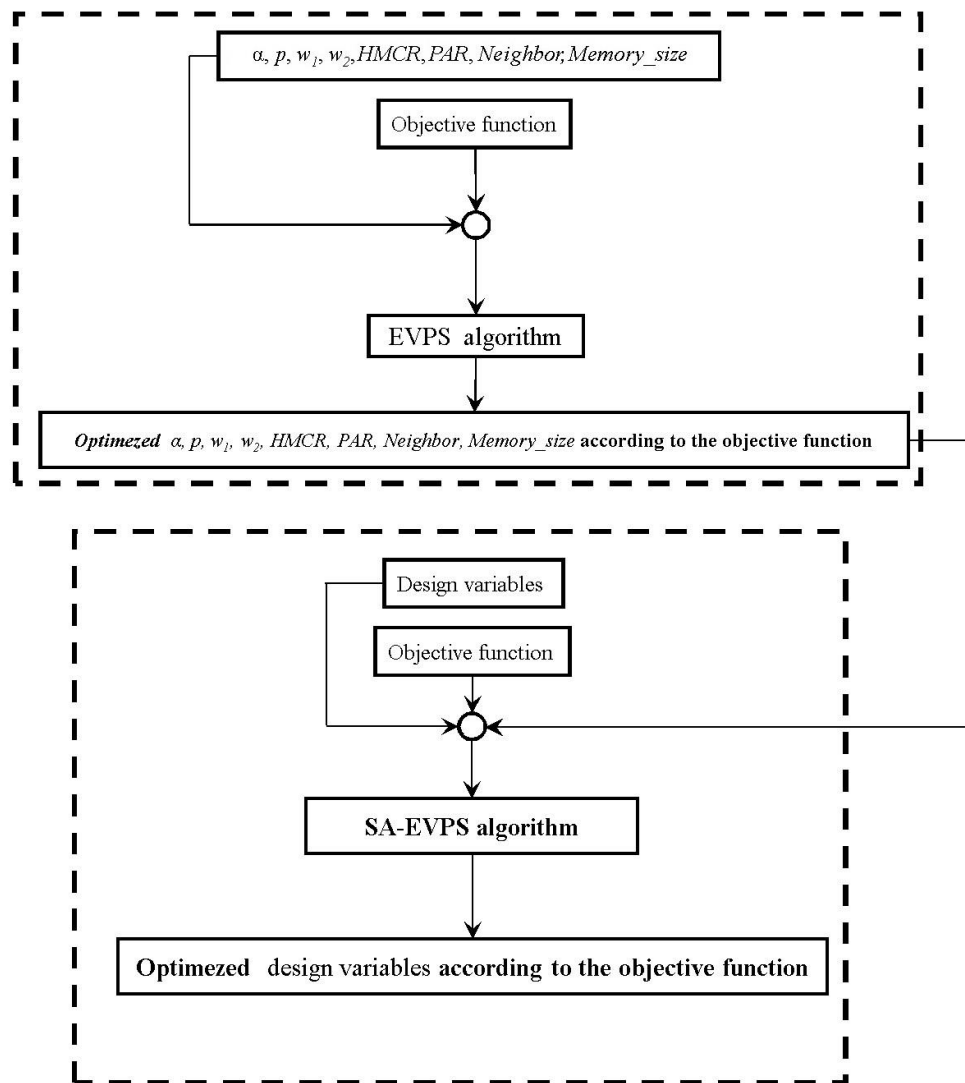 α, p, w₁, w₂, HMCR, PAR, Neighbor, Memory_size
Objective function
EVPS algorithm
Optimezed α, p, w₁, w₂, HMCR, PAR, Neighbor, Memory_size according to the objective function
Design variables
Objective function
SA-EVPS algorithm
Optimezed design variables according to the objective function